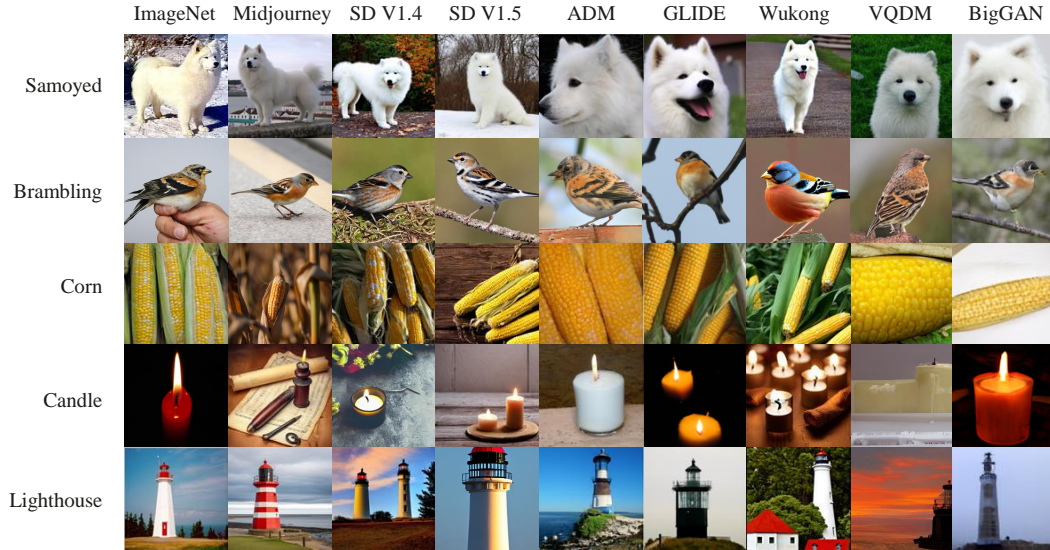 ImageNet Midjourney SD V1.4 SD V1.5 ADM GLIDE Wukong VQDM BigGAN
Samoyed
Brambling
Corn
Candle
Lighthouse